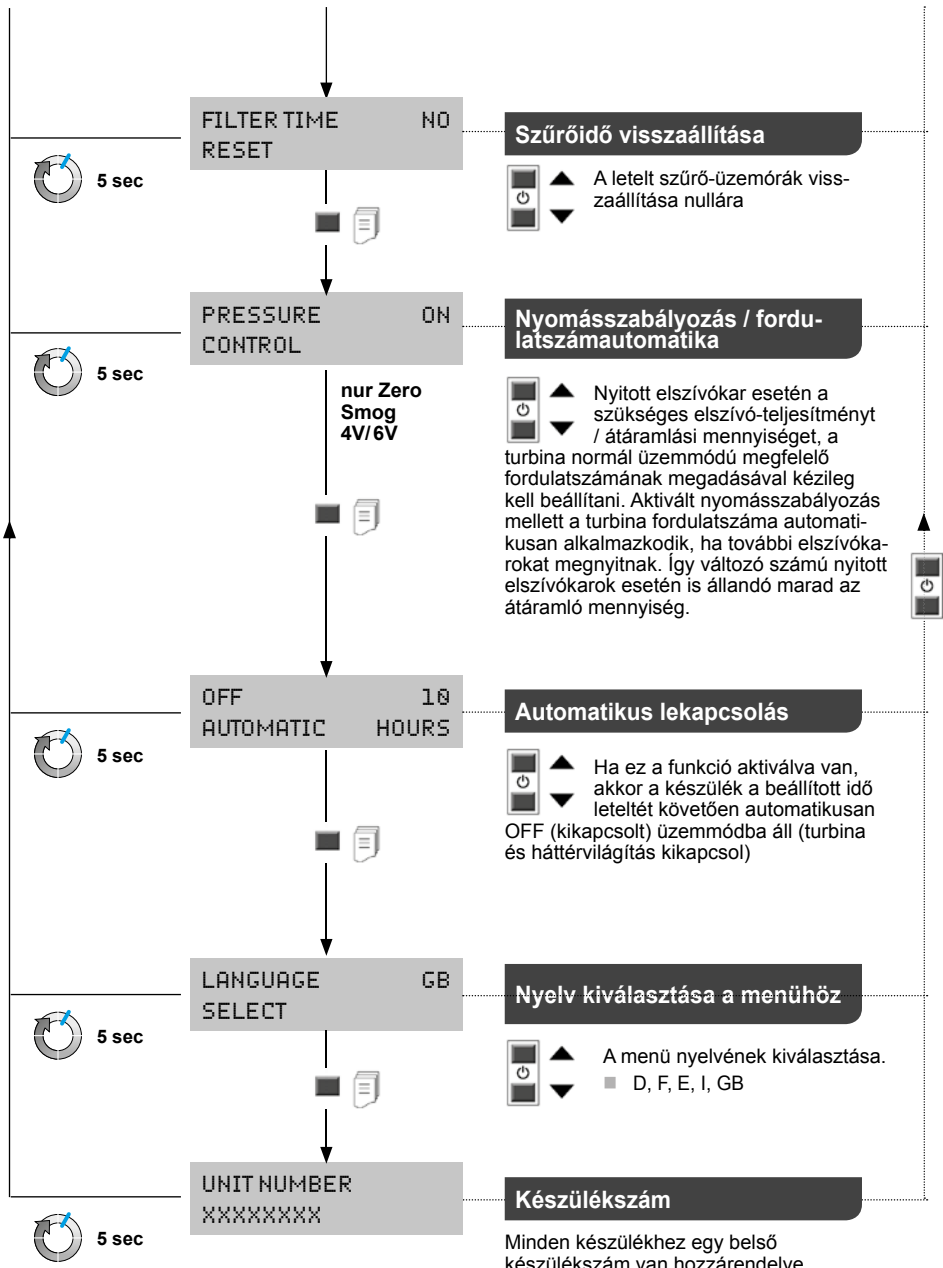 FILTER TIME NO
RESET
Szűrőidő visszaállítása
5 sec
A letelt szűrő-üzemórák visz-
zaállítása nullára
PRESSURE ON
CONTROL
Nyomásszabályozás / fordu-
latszámautomatika
5 sec
nur Zero
Smog
4V/6V
Nyitott elszívókar esetén a
szükséges elszívó-teljesítményt
/ átáramlási mennyiséget, a
turbina normál üzemmódú megfelelő
fordulatszámának megadásával kézileg
kell beállítani. Aktivált nyomásszabályozás
mellett a turbina fordulatszáma automati-
kusan alkalmazkodik, ha további elszívóka-
rokat megnyitnak. Így változó számú nyitott
elszívókarok esetén is állandó marad az
átáramló mennyiség.
OFF 10
AUTOMATIC HOURS
Automatikus lekapcsolás
5 sec
Ha ez a funkció aktiválva van,
akkor a készülék a beállított idő
leteltét követően automatikusan
OFF (kikapcsolt) üzemmódba áll (turbina
és háttérvilágítás kikapcsol)
LANGUAGE GB
SELECT
Nyelv kiválasztása a menühöz
5 sec
A menü nyelvének kiválasztása.
D, F, E, I, GB
UNIT NUMBER
XXXXXXXX
Készülékszám
5 sec
Minden készülékhez egy belső
készülékszám van hozzárendelve